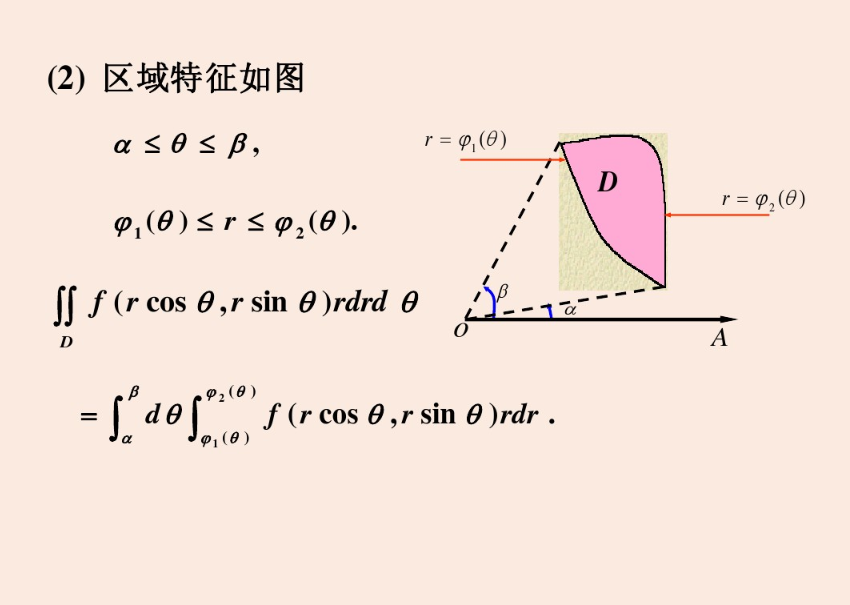 (2) 区域特征如图
α ≤ θ ≤ β,
r = φ₁(θ)
D
r = φ₂(θ)
φ₁(θ) ≤ r ≤ φ₂(θ).
∬_D f (r cos θ, r sin θ)rdrd θ
β
α
o
A
= ∫_α^β dθ ∫_{φ₁(θ)}^{φ₂(θ)} f (r cos θ, r sin θ)rdr .